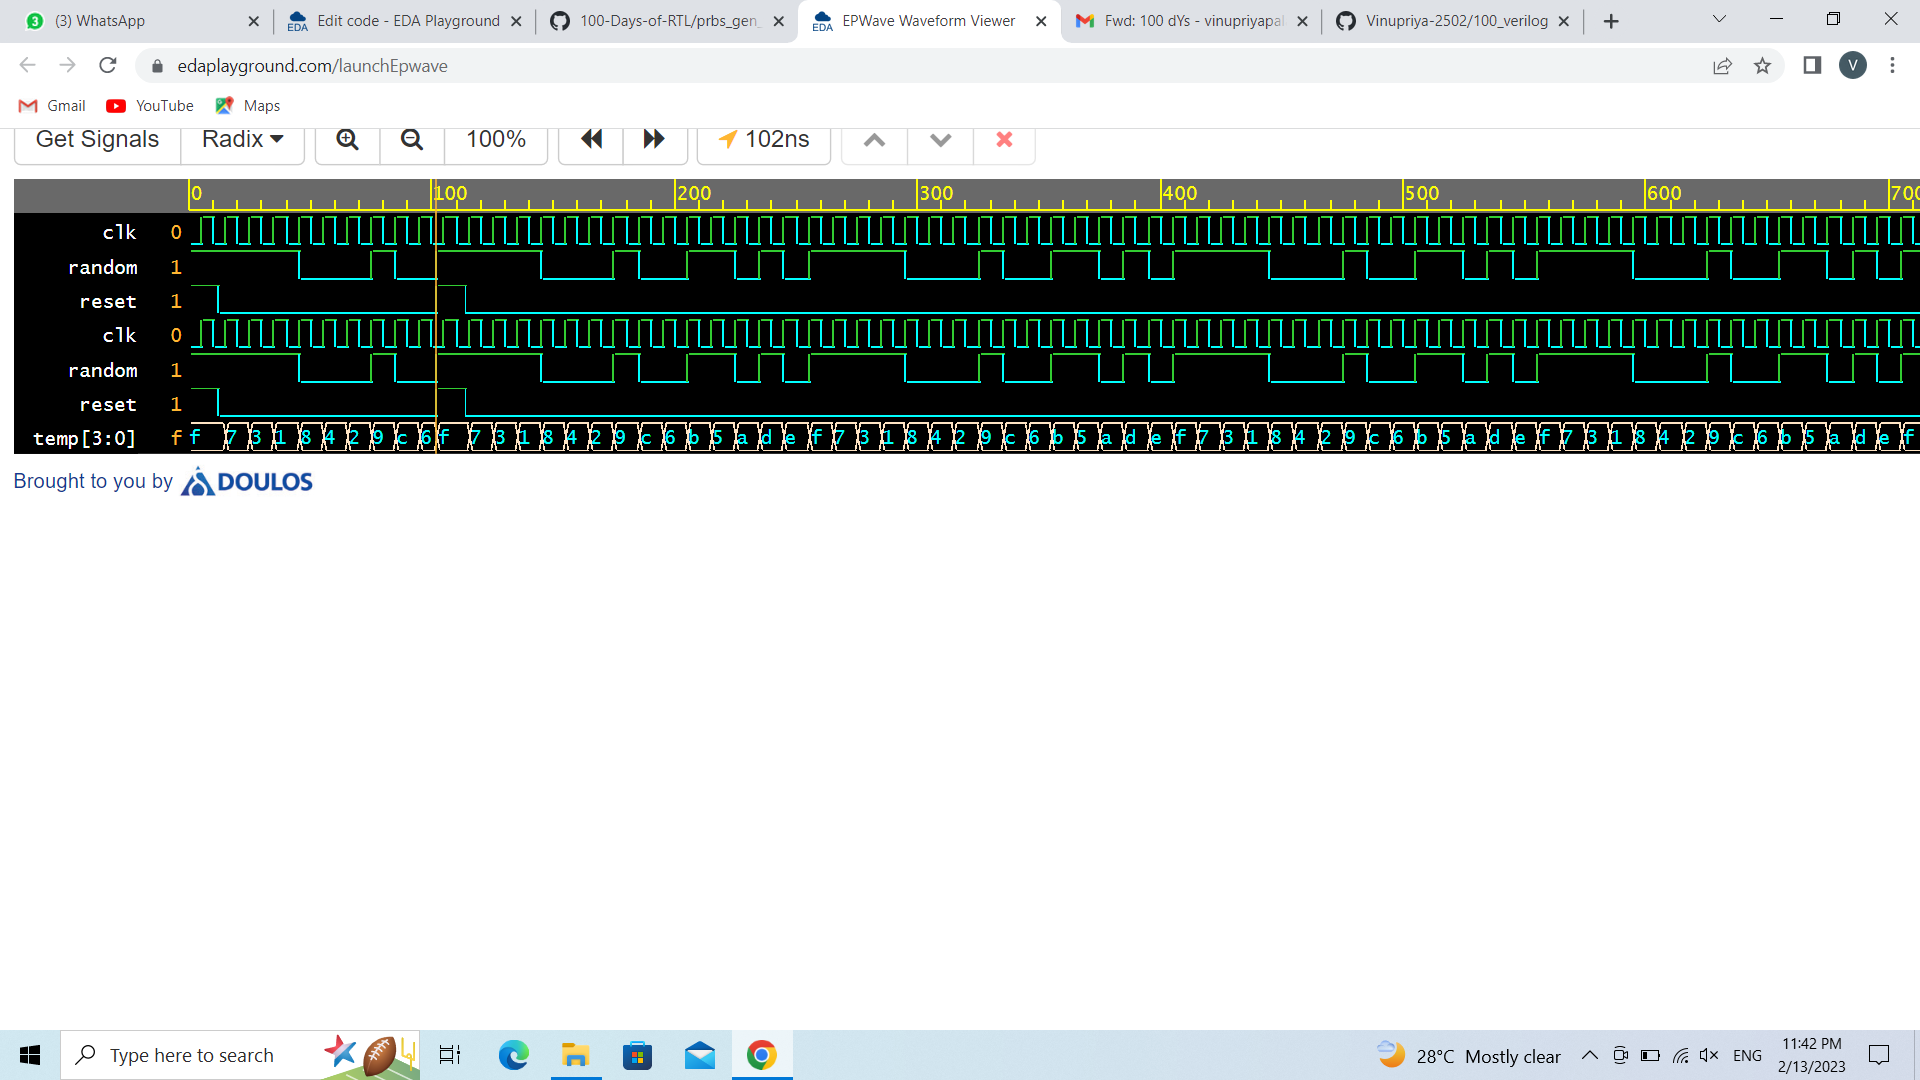 3 (3) WhatsApp EDA Edit code - EDA Playground 100-Days-of-RTL/prbs_gen_ EDA EPWave Waveform Viewer Fwd: 100 dYs - vinupriyapal Vinupriya-2502/100_verilog
edaplayground.com/launchEpwave V
Gmail YouTube Maps
Get Signals Radix 100% 102ns
0 100 200 300 400 500 600 700
clk 0
random 1
reset 1
clk 0
random 1
reset 1
temp[3:0] f f 7 3 1 8 4 2 9 c 6 f 7 3 1 8 4 2 9 c 6 b 5 a d e f 7 3 1 8 4 2 9 c 6 b 5 a d e f 7 3 1 8 4 2 9 c 6 b 5 a d e f 7 3 1 8 4 2 9 c 6 b 5 a d e f
Brought to you by DOULOS
Type here to search 28°C Mostly clear ENG 11:42 PM
2/13/2023